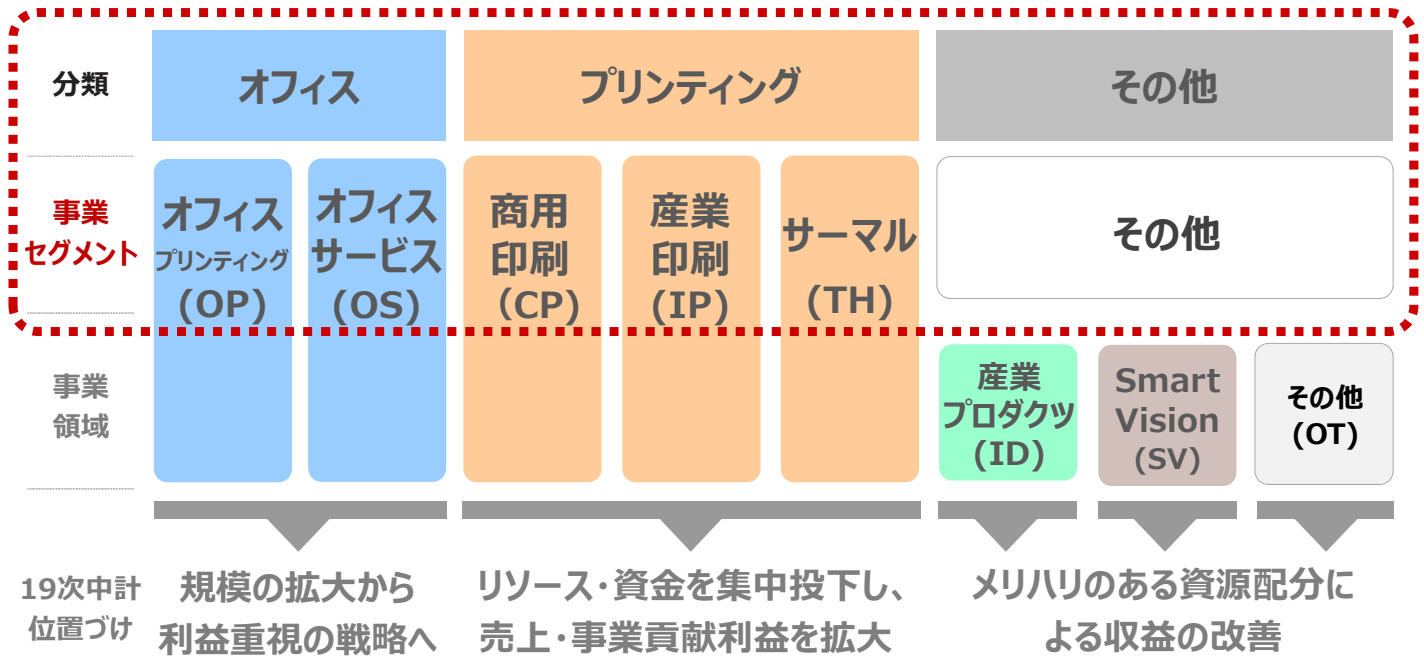 分類
オフィス
プリンティング
その他
事業
セグメント
オフィス
プリンティング
(OP)
オフィス
サービス
(OS)
商用
印刷
(CP)
産業
印刷
(IP)
サーマル
(TH)
その他
事業
領域
産業
プロダクツ
(ID)
Smart
Vision
(SV)
その他
(OT)
19次中計
位置づけ
規模の拡大から
利益重視の戦略へ
リソース・資金を集中投下し、
売上・事業貢献利益を拡大
メリハリのある資源配分に
よる収益の改善